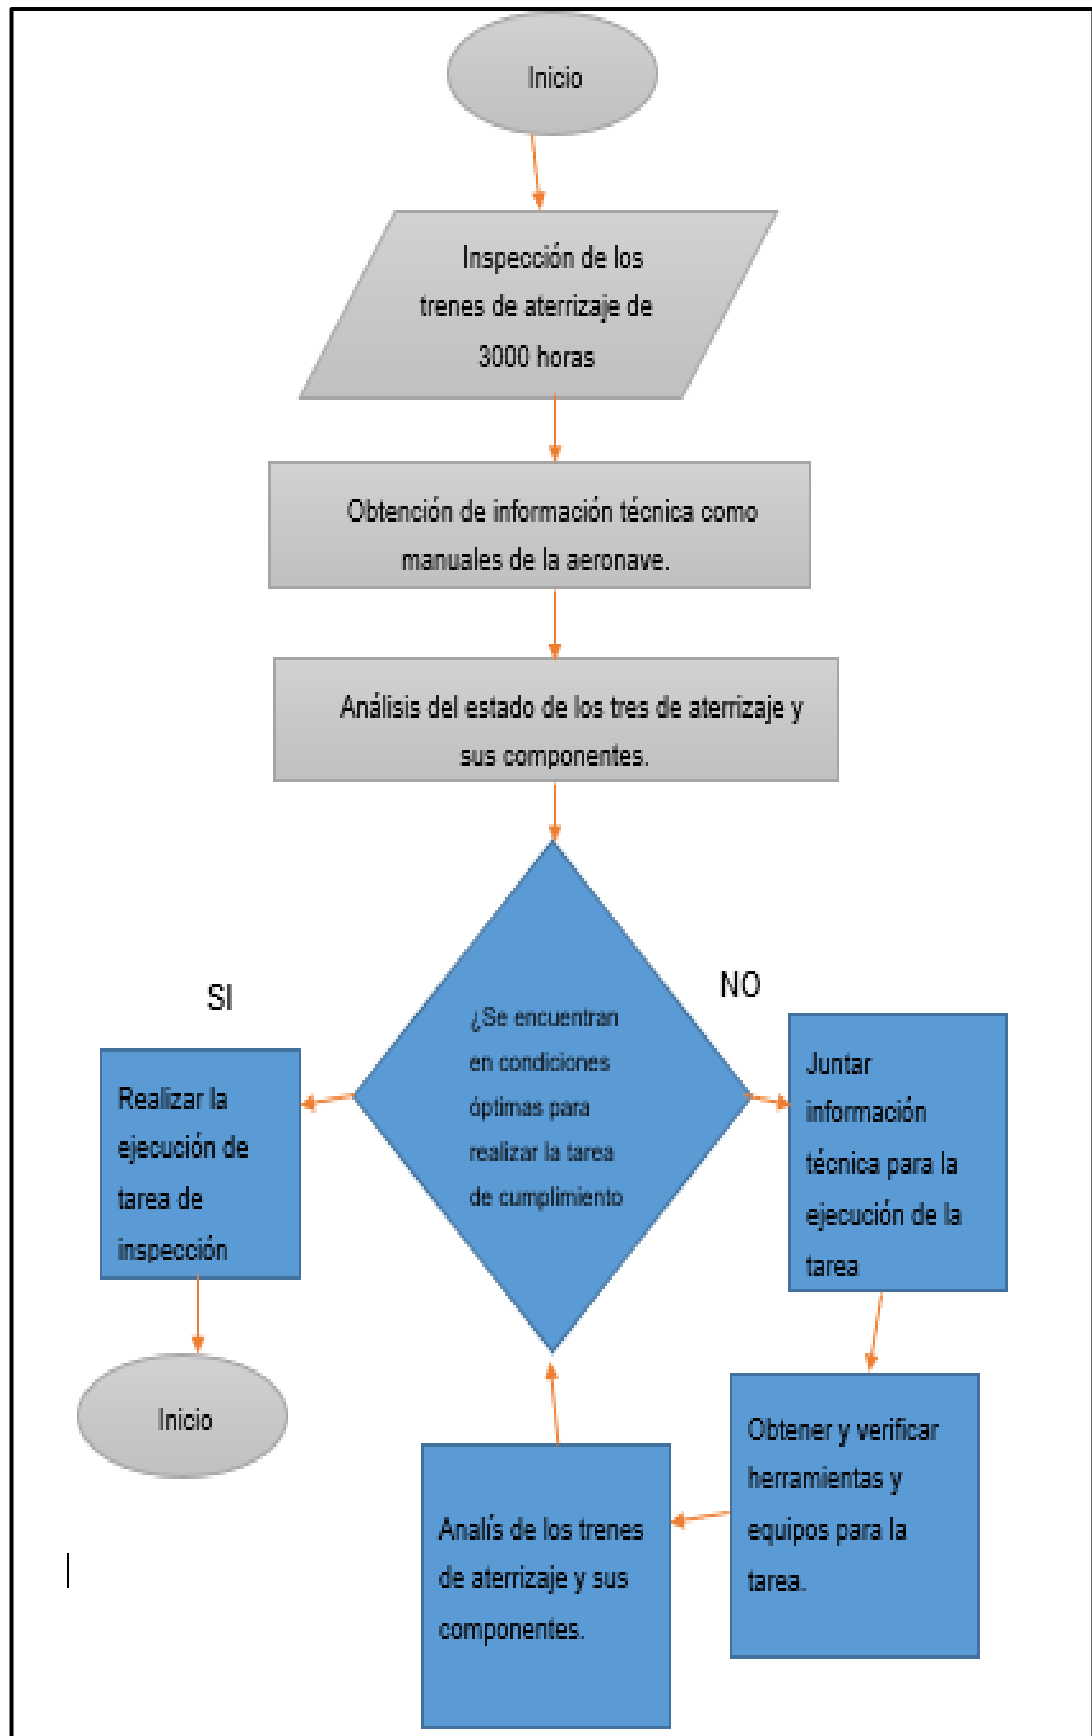 Inicio
Inspección de los
trenes de aterrizaje de
3000 horas
Obtención de información técnica como
manuales de la aeronave.
Análisis del estado de los tres de aterrizaje y
sus componentes.
SI
NO
¿Se encuentran
en condiciones
óptimas para
realizar la tarea
de cumplimiento
Realizar la
ejecución de
tarea de
inspección
Inicio
Juntar
información
técnica para la
ejecución de la
tarea
Obtener y verificar
herramientas y
equipos para la
tarea.
Analís de los trenes
de aterrizaje y sus
componentes.